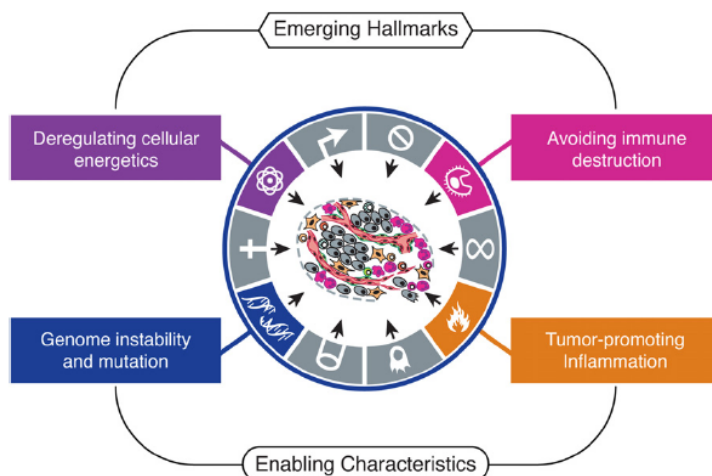 Emerging Hallmarks
Deregulating cellular
energetics
Avoiding immune
destruction
Genome instability
and mutation
Tumor-promoting
Inflammation
Enabling Characteristics